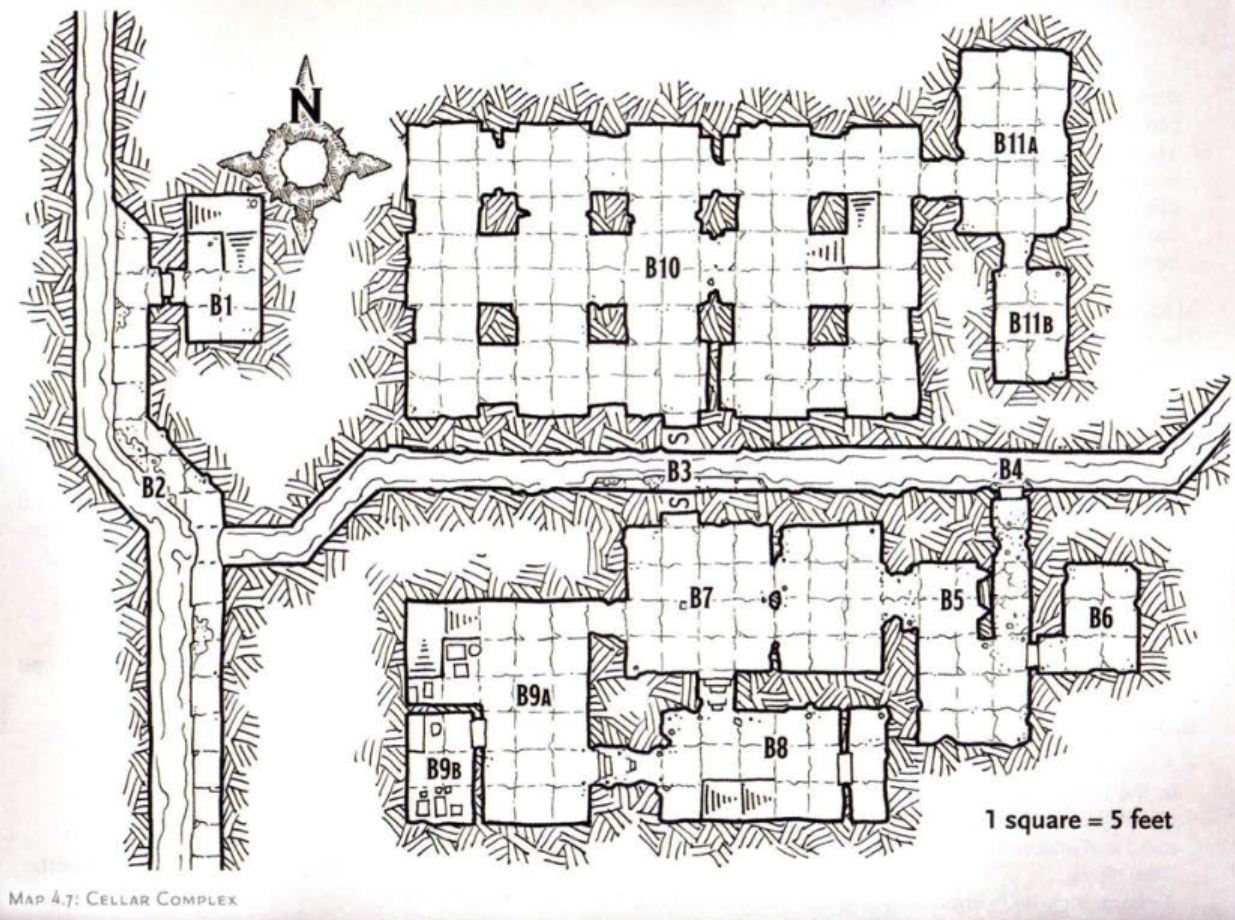 N
B11A
B10
B1
B11B
S
B3
B4
B2
S
B7
B5
B6
B9A
B8
B9B
1 square = 5 feet
MAP 4.7: CELLAR COMPLEX